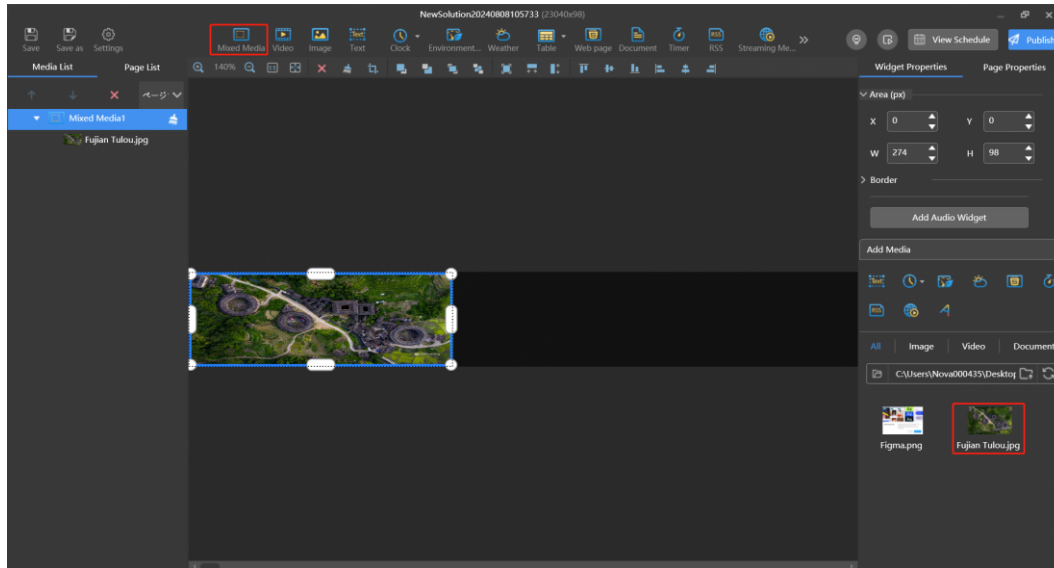 NewSolution20240808105733 (23040x98)
Save Save as Settings Mixed Media Video Image Text Clock Environment... Weather Table Web page Document Timer RSS Streaming Me... View Schedule Publish
Media List Page List 140% Widget Properties Page Properties
ページ
Area (px)
Mixed Media1
X 0 Y 0
Fujian Tulou.jpg
W 274 H 98
Border
Add Audio Widget
Add Media
All Image Video Document
C:\Users\Nova000435\Desktop
Figma.png Fujian Tulou.jpg